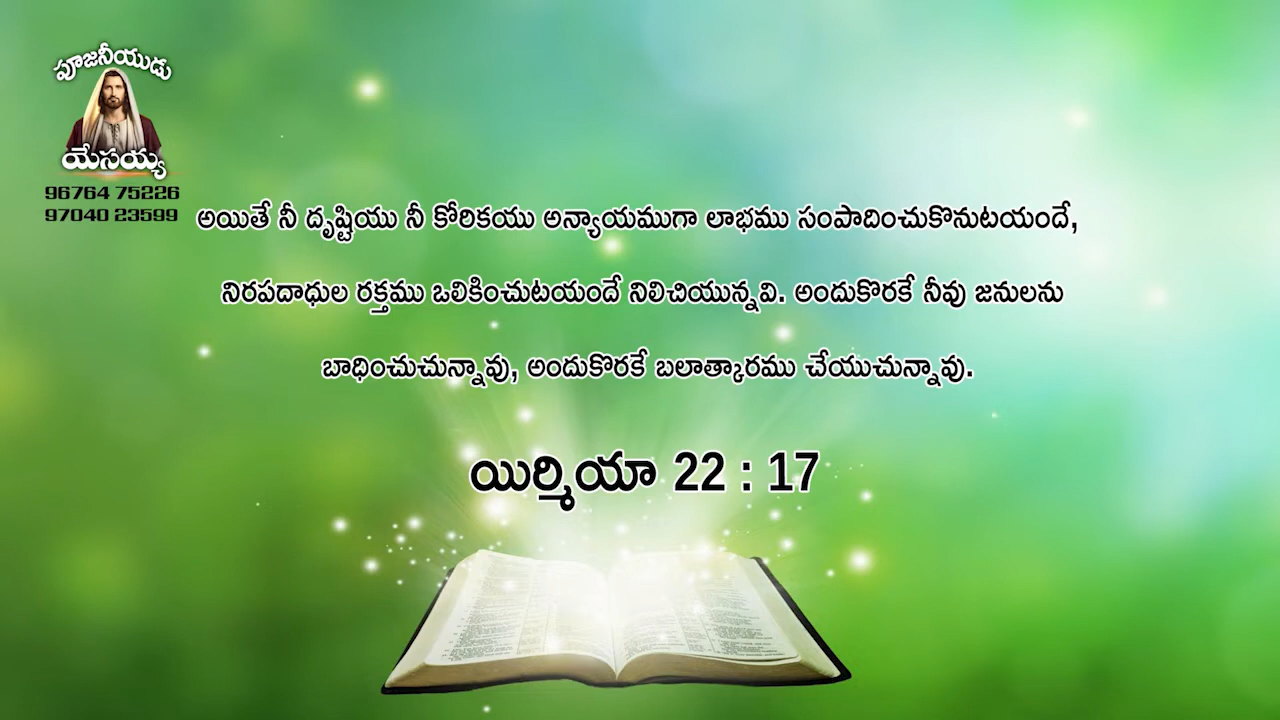 పూజనీయుడు
యేసయ్య
96764 75226
97040 23599
అయితే నీ దృష్టియు నీ కోరికయు అన్యాయముగా లాభము సంపాదించుకొనుటయందే,
నిరపదాధుల రక్తము ఒలికించుటయందే నిలిచియున్నవి. అందుకొరకే నీవు జనులను
బాధించుచున్నావు, అందుకొరకే బలాత్కారము చేయుచున్నావు.
యిర్మియా 22 : 17